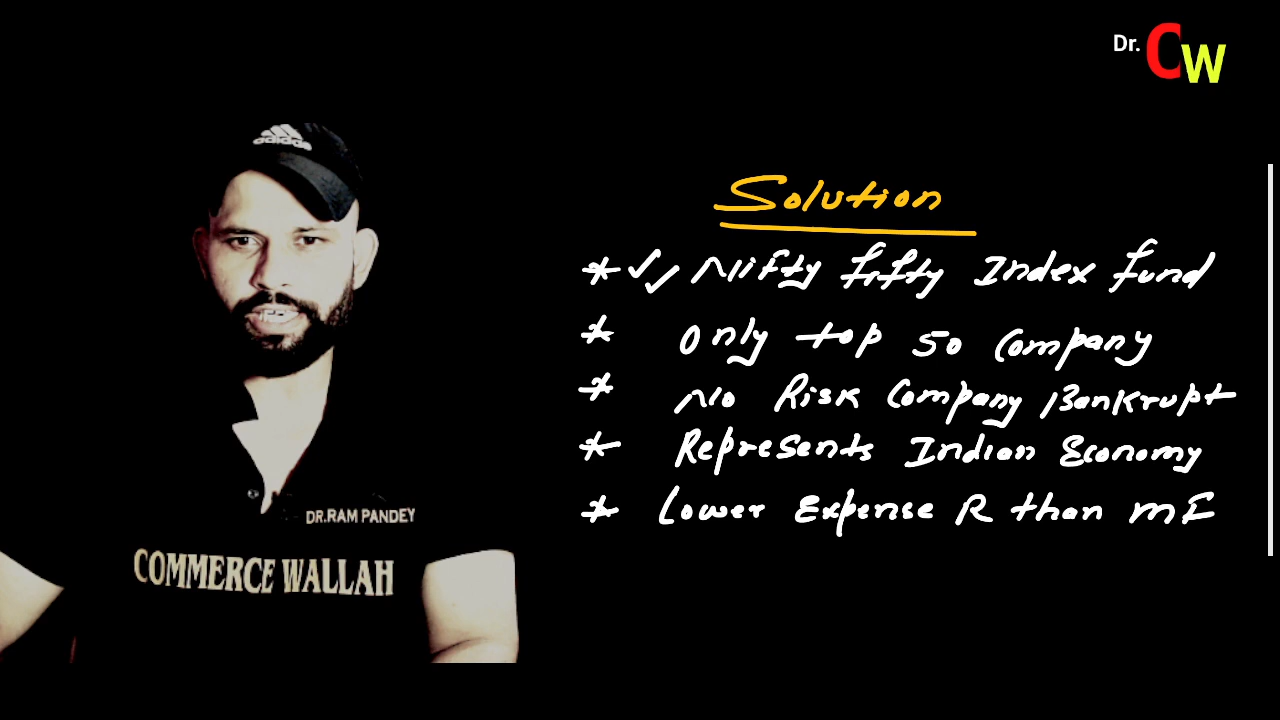 Dr. CW
adidas
Solution
* ✓✓ Nifty fifty Index fund
* Only top 50 Company
* No Risk Company Bankrupt
* Represents Indian Economy
* Lower Expense R than MF
DR.RAM PANDEY
COMMERCE WALLAH